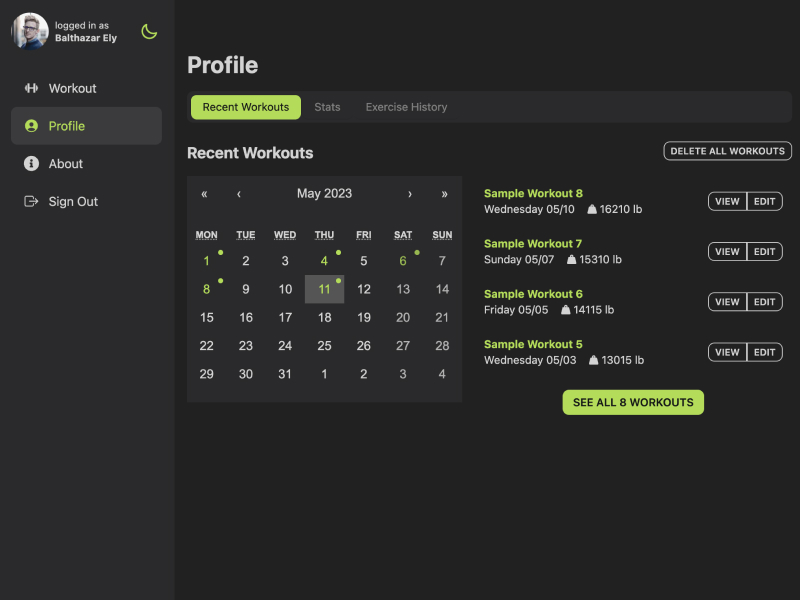 logged in as
Balthazar Ely
Workout
Profile
About
Sign Out
Profile
Recent Workouts Stats Exercise History
Recent Workouts
DELETE ALL WORKOUTS
« ‹ May 2023 › »
MON TUE WED THU FRI SAT SUN
1 2 3 4 5 6 7
8 9 10 11 12 13 14
15 16 17 18 19 20 21
22 23 24 25 26 27 28
29 30 31 1 2 3 4
Sample Workout 8
Wednesday 05/10 16210 lb
VIEW EDIT
Sample Workout 7
Sunday 05/07 15310 lb
VIEW EDIT
Sample Workout 6
Friday 05/05 14115 lb
VIEW EDIT
Sample Workout 5
Wednesday 05/03 13015 lb
VIEW EDIT
SEE ALL 8 WORKOUTS